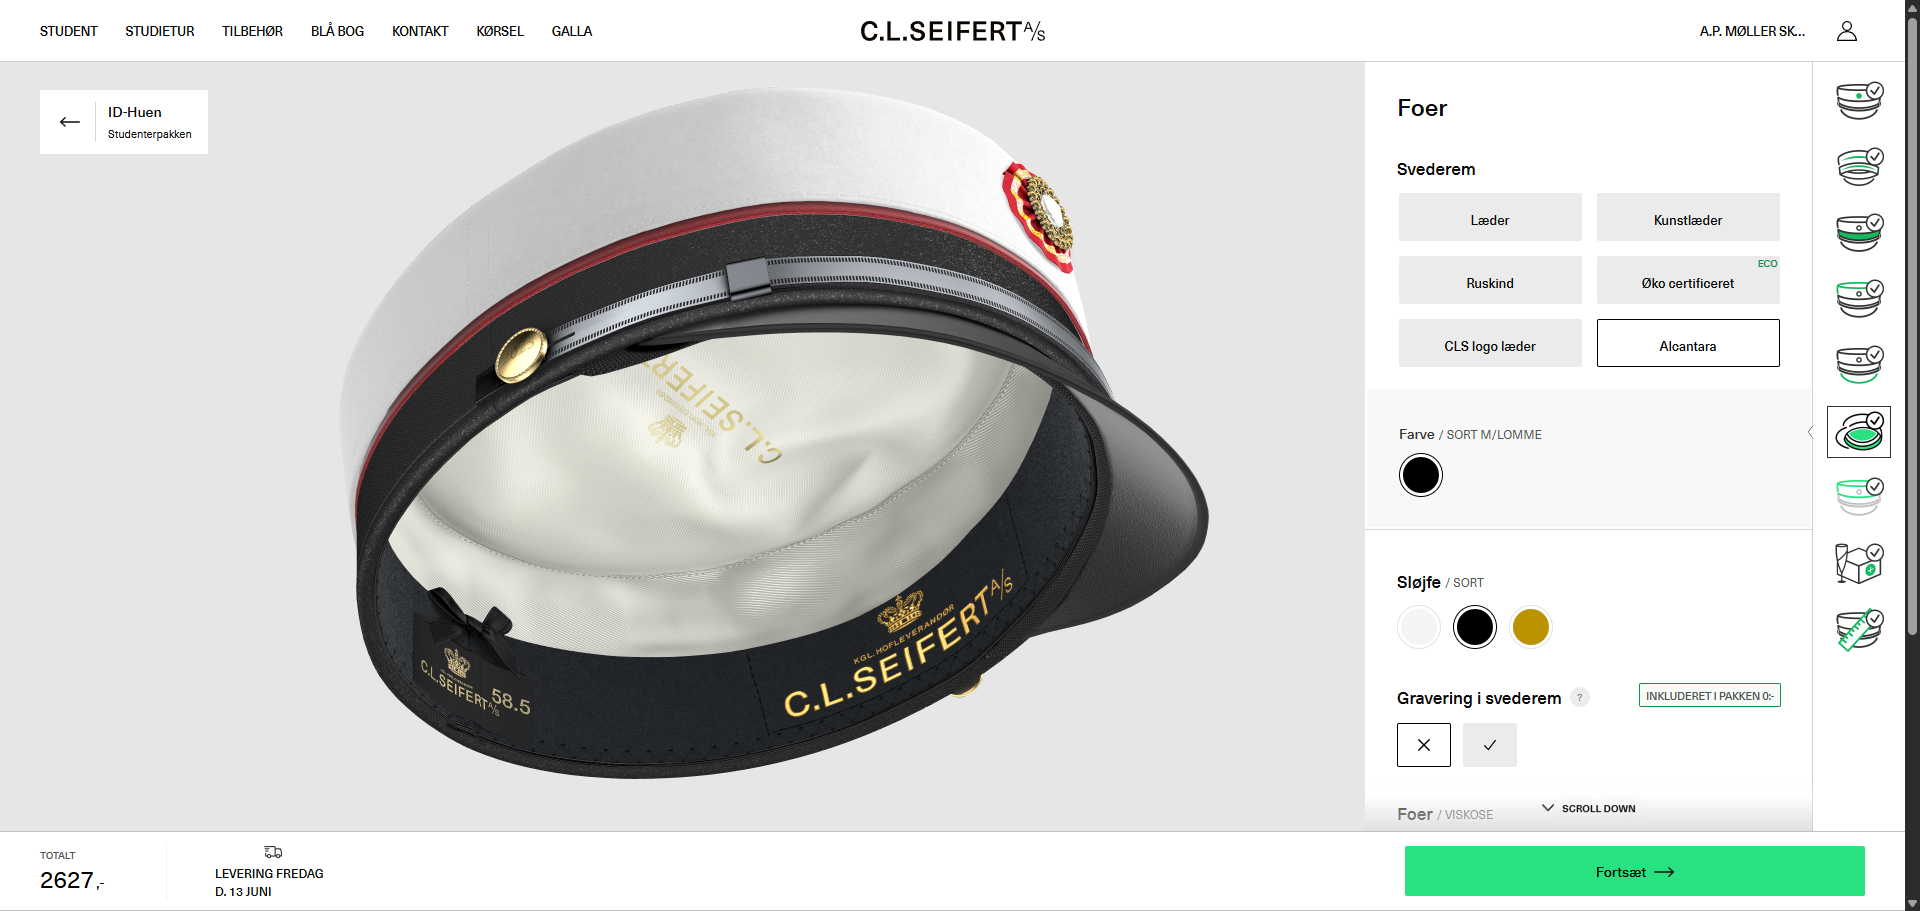 STUDENT STUDIETUR TILBEHØR BLÅ BOG KONTAKT KØRSEL GALLA
C.L.SEIFERT A/S
A.P. MØLLER SK...
ID-Huen
Studenterpakken
C.L.SEIFERT
KGL. HOFLEVERANDØR
C.L.SEIFERT A/S
C.L.SEIFERT A/S
58.5
Foer
Svederem
Læder
Kunstlæder
Ruskind
ECO
Øko certificeret
CLS logo læder
Alcantara
Farve / SORT M/LOMME
Sløjfe / SORT
Gravering i svederem ?
INKLUDERET I PAKKEN 0:-
Foer / VISKOSE
SCROLL DOWN
TOTALT
2627,-
LEVERING FREDAG
D. 13 JUNI
Fortsæt